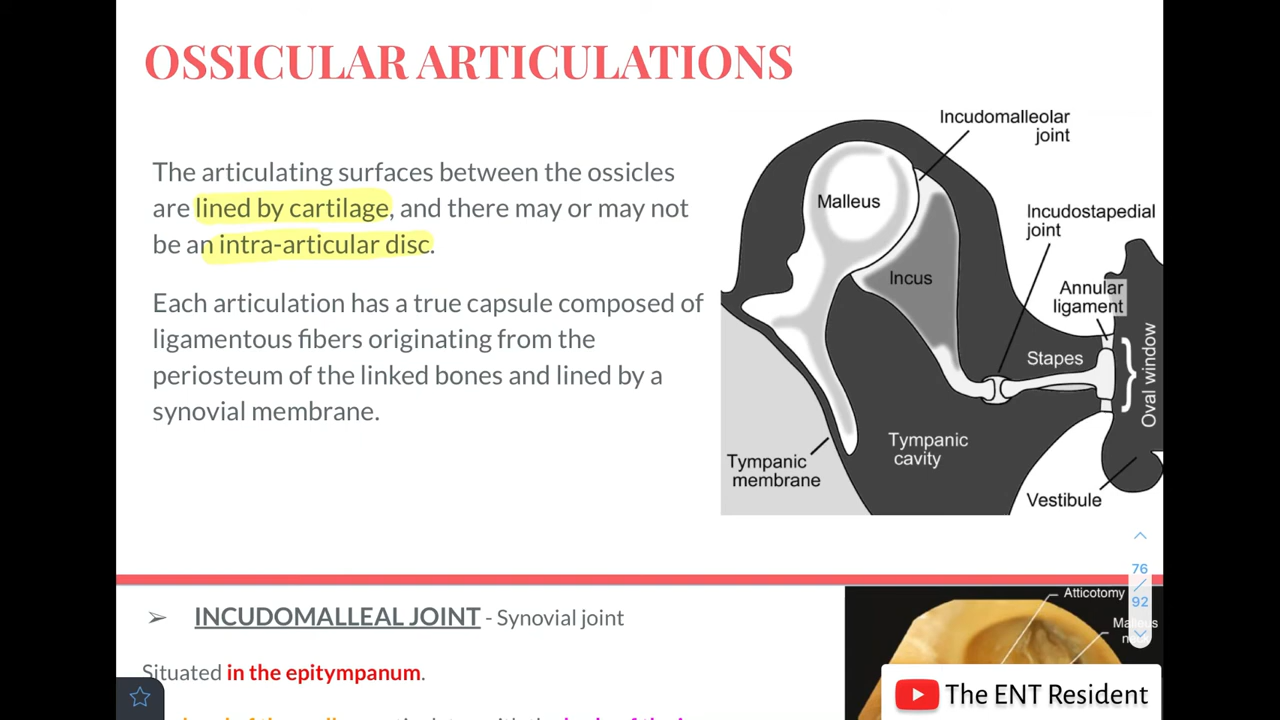 OSSICULAR ARTICULATIONS
The articulating surfaces between the ossicles
are lined by cartilage, and there may or may not
be an intra-articular disc.
Each articulation has a true capsule composed of
ligamentous fibers originating from the
periosteum of the linked bones and lined by a
synovial membrane.
Incudomalleolar
joint
Malleus
Incudostapedial
joint
Incus
Annular
ligament
Stapes
Oval window
Tympanic
cavity
Tympanic
membrane
Vestibule
76
/
92
➢ INCUDOMALLEAL JOINT - Synovial joint
Situated in the epitympanum.
Atticotomy
Malleus
The ENT Resident